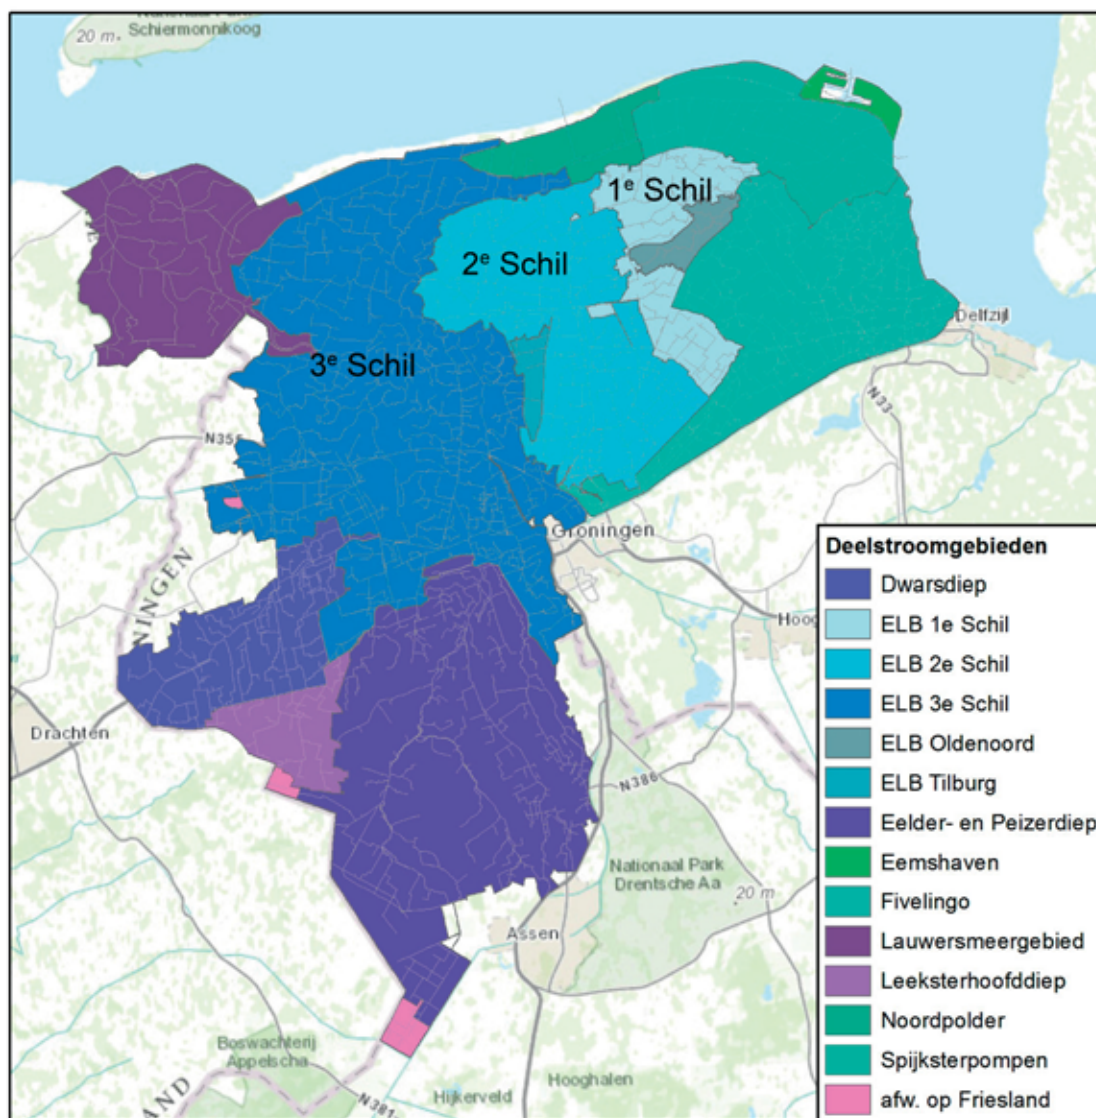 Schiermonnikoog
20 m
1e Schil
2e Schil
3e Schil
Delfzijl
N33
N355
Groningen
NINGEN
Drachten
N386
Nationaal Park
Drentsche Aa
20 m
Assen
Boswachterij
Appelscha
Hooghalen
Hijkerveld
N381
AND
Deelstroomgebieden
Dwarsdiep
ELB 1e Schil
ELB 2e Schil
ELB 3e Schil
ELB Oldenoord
ELB Tilburg
Eelder- en Peizerdiep
Eemshaven
Fivelingo
Lauwersmeergebied
Leeksterhoofddiep
Noordpolder
Spijksterpompen
afw. op Friesland